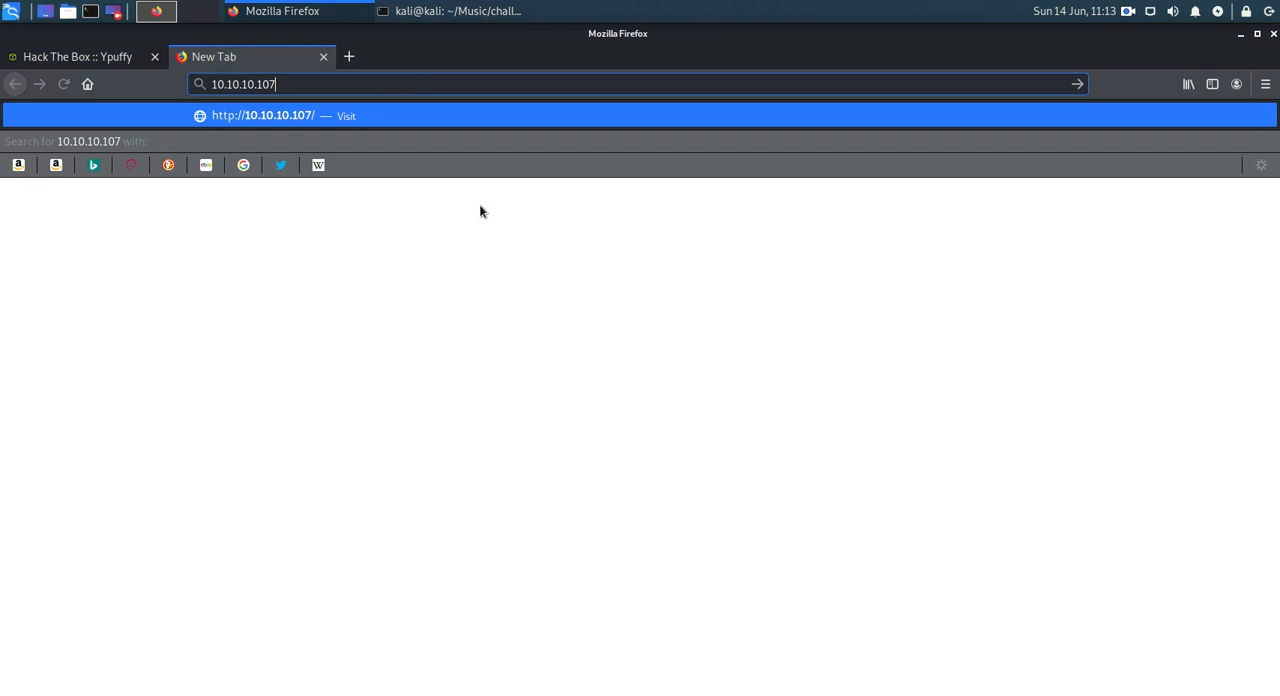 Mozilla Firefox
kali@kali: ~/Music/chall...
Sun 14 Jun, 11:13
Mozilla Firefox
Hack The Box :: Ypuffy
New Tab
10.10.10.107
http://10.10.10.107/ — Visit
Search for 10.10.10.107 with:
a a b ebay G W